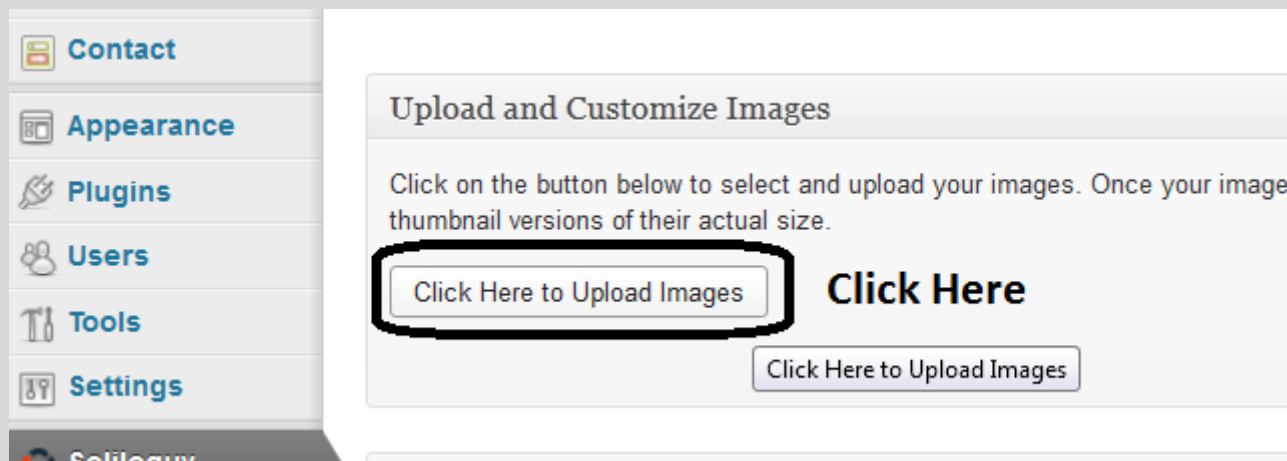 Contact
Appearance
Plugins
Users
Tools
Settings
Soliloquy
Upload and Customize Images
Click on the button below to select and upload your images. Once your image
thumbnail versions of their actual size.
Click Here to Upload Images
Click Here
Click Here to Upload Images